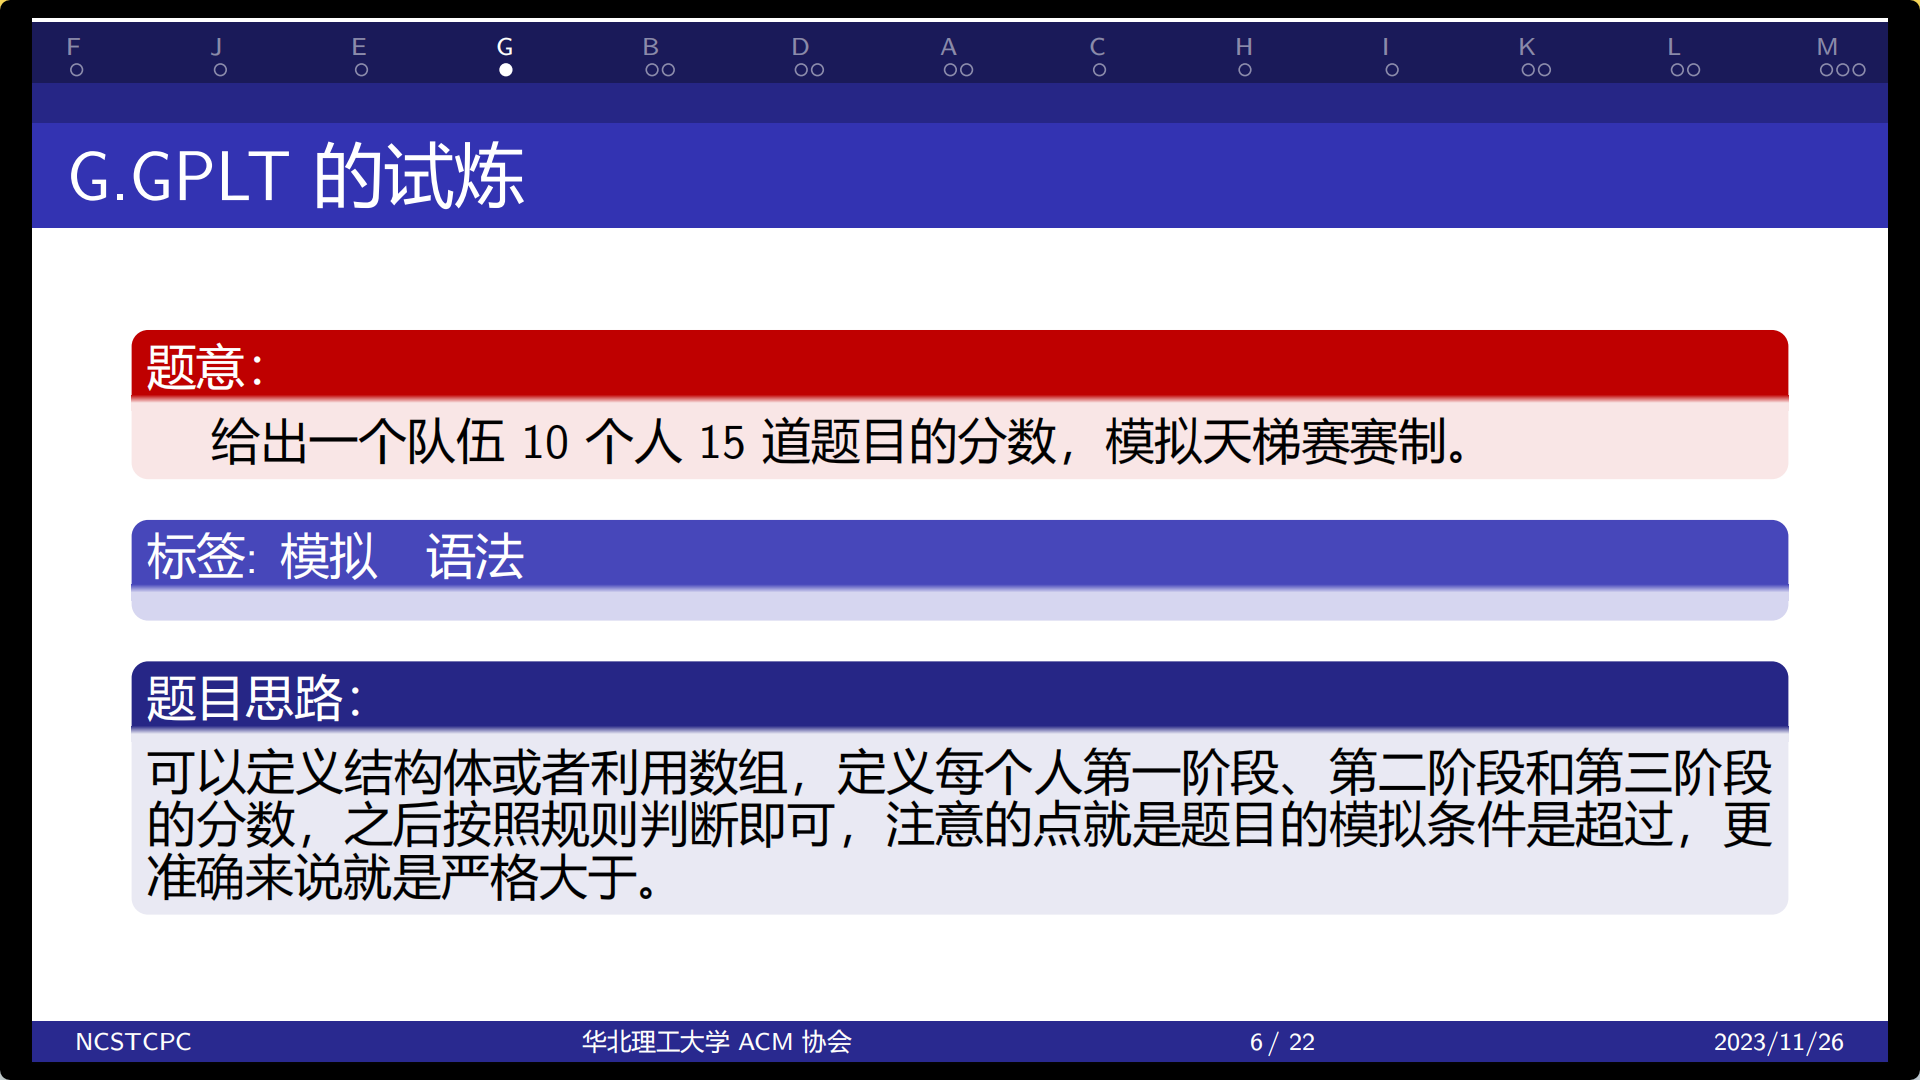 F J E G B D A C H I K L M
G.GPLT 的试炼
题意：
给出一个队伍 10 个人 15 道题目的分数，模拟天梯赛赛制。
标签: 模拟 语法
题目思路：
可以定义结构体或者利用数组，定义每个人第一阶段、第二阶段和第三阶段
的分数，之后按照规则判断即可，注意的点就是题目的模拟条件是超过，更
准确来说就是严格大于。
NCSTCPC 华北理工大学 ACM 协会 6 / 22 2023/11/26